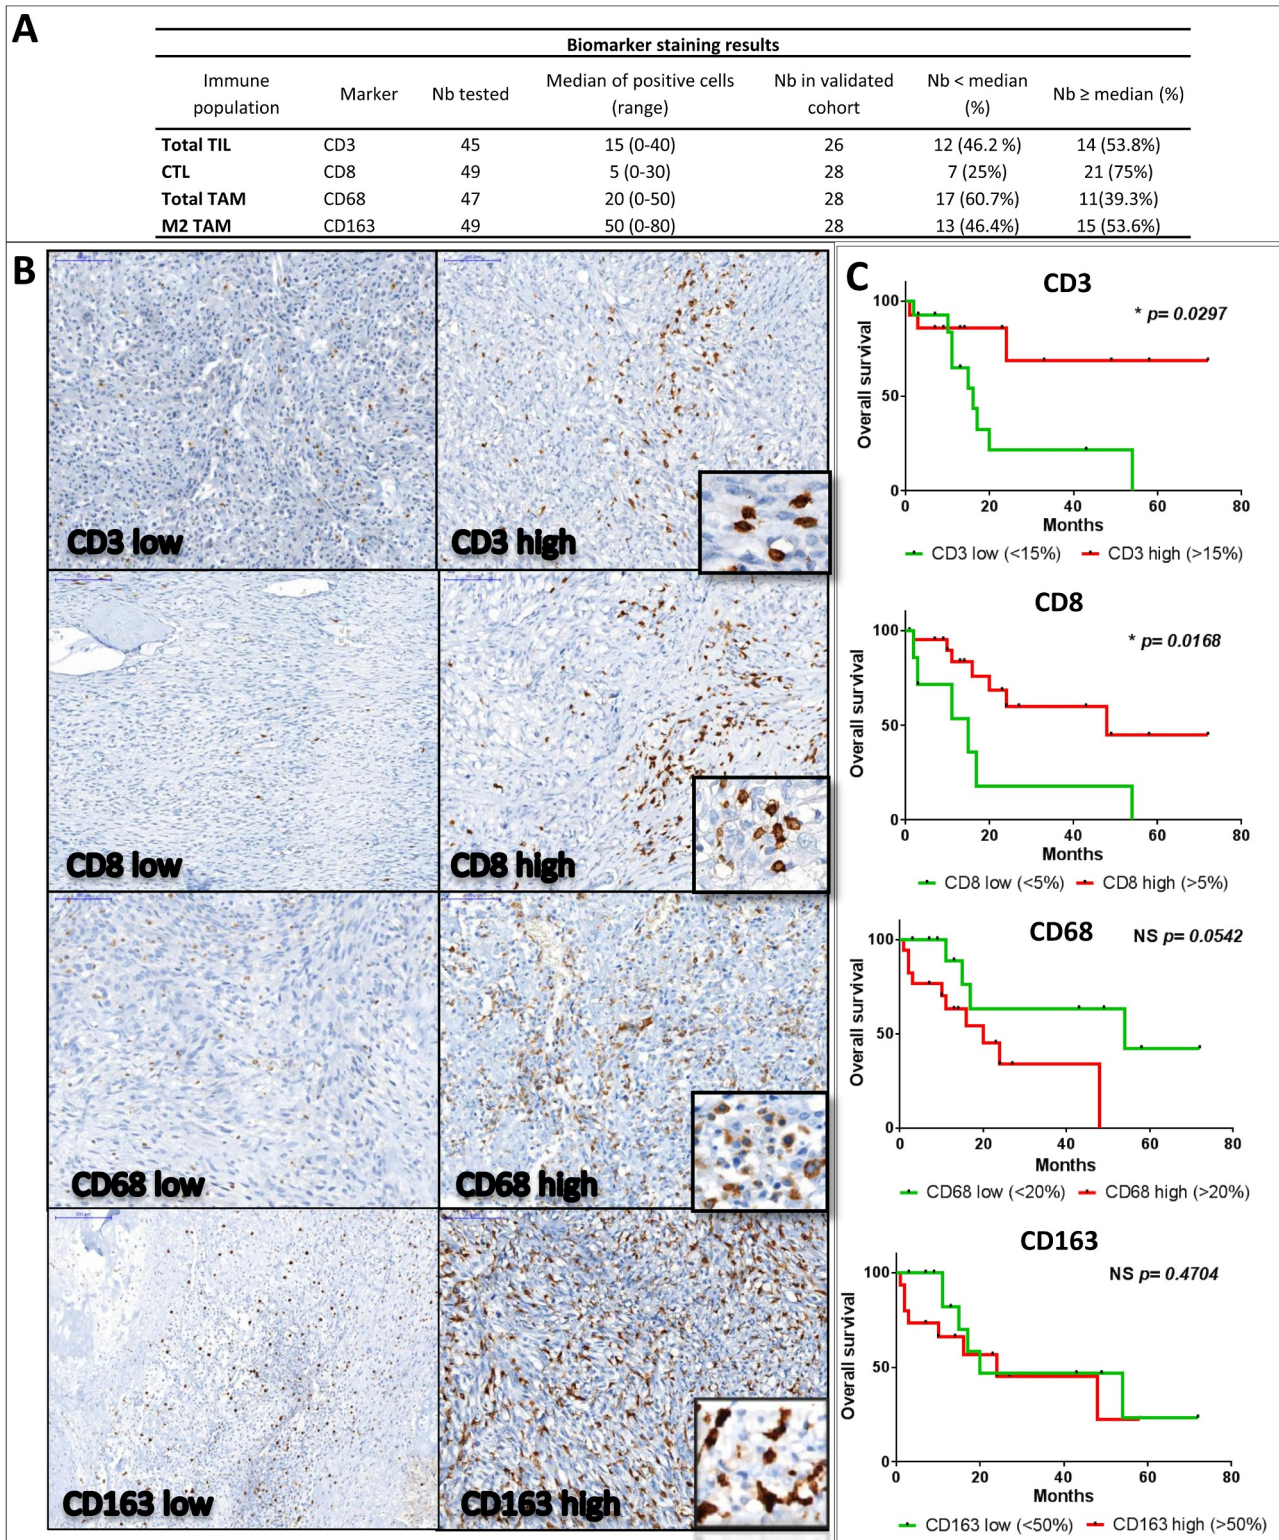 A
Biomarker staining results
Immune population Marker Nb tested Median of positive cells (range) Nb in validated cohort Nb < median (%) Nb ≥ median (%)
Total TIL CD3 45 15 (0-40) 26 12 (46.2 %) 14 (53.8%)
CTL CD8 49 5 (0-30) 28 7 (25%) 21 (75%)
Total TAM CD68 47 20 (0-50) 28 17 (60.7%) 11(39.3%)
M2 TAM CD163 49 50 (0-80) 28 13 (46.4%) 15 (53.6%)
B
CD3 low
CD3 high
CD8 low
CD8 high
CD68 low
CD68 high
CD163 low
CD163 high
C
CD3
* p= 0.0297
Overall survival
100
50
0
0 20 40 60 80
Months
CD3 low (<15%) CD3 high (>15%)
CD8
* p= 0.0168
Overall survival
100
50
0
0 20 40 60 80
Months
CD8 low (<5%) CD8 high (>5%)
CD68
NS p= 0.0542
Overall survival
100
50
0
0 20 40 60 80
Months
CD68 low (<20%) CD68 high (>20%)
CD163
NS p= 0.4704
Overall survival
100
50
0
0 20 40 60 80
Months
CD163 low (<50%) CD163 high (>50%)